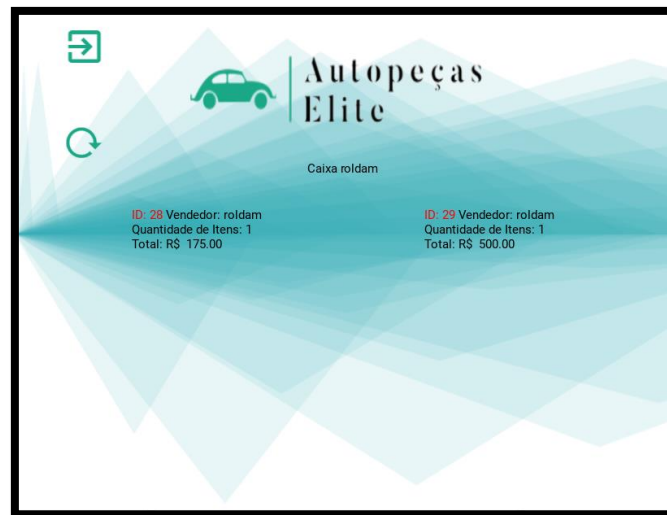 Autopeças
Elite
Caixa roldam
ID: 28 Vendedor: roldam
Quantidade de Itens: 1
Total: R$ 175.00
ID: 29 Vendedor: roldam
Quantidade de Itens: 1
Total: R$ 500.00